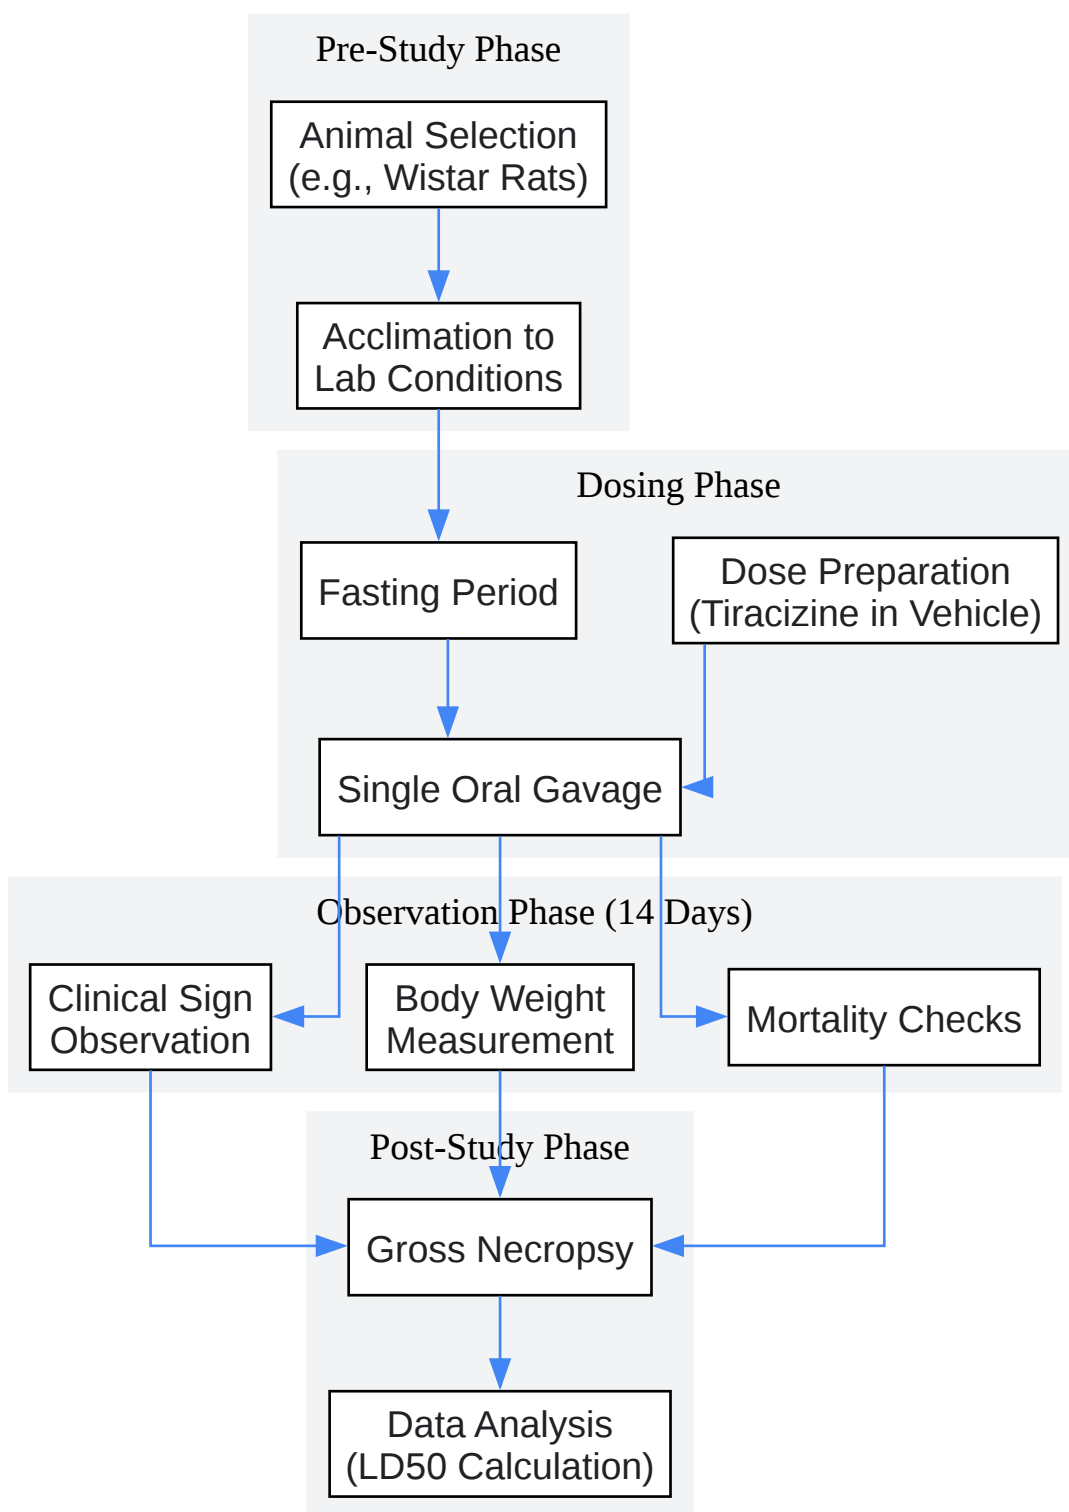 Pre-Study Phase
Animal Selection
(e.g., Wistar Rats)
Acclimation to
Lab Conditions
Dosing Phase
Fasting Period
Dose Preparation
(Tiracizine in Vehicle)
Single Oral Gavage
Observation Phase (14 Days)
Clinical Sign
Observation
Body Weight
Measurement
Mortality Checks
Post-Study Phase
Gross Necropsy
Data Analysis
(LD50 Calculation)